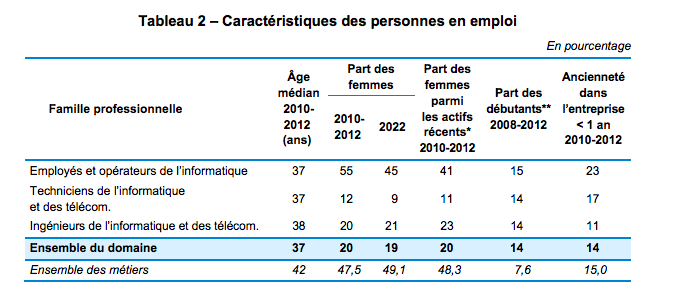 Tableau 2 – Caractéristiques des personnes en emploi
En pourcentage
Famille professionnelle
Âge
médian
2010-
2012
(ans)
Part des
femmes
2010-
2012
2022
Part des
femmes
parmi
les actifs
récents*
2010-2012
Part des
débutants**
2008-2012
Ancienneté
dans
l'entreprise
< 1 an
2010-2012
Employés et opérateurs de l'informatique 37 55 45 41 15 23
Techniciens de l'informatique
et des télécom. 37 12 9 11 14 17
Ingénieurs de l'informatique et des télécom. 38 20 21 23 14 11
Ensemble du domaine 37 20 19 20 14 14
Ensemble des métiers 42 47,5 49,1 48,3 7,6 15,0